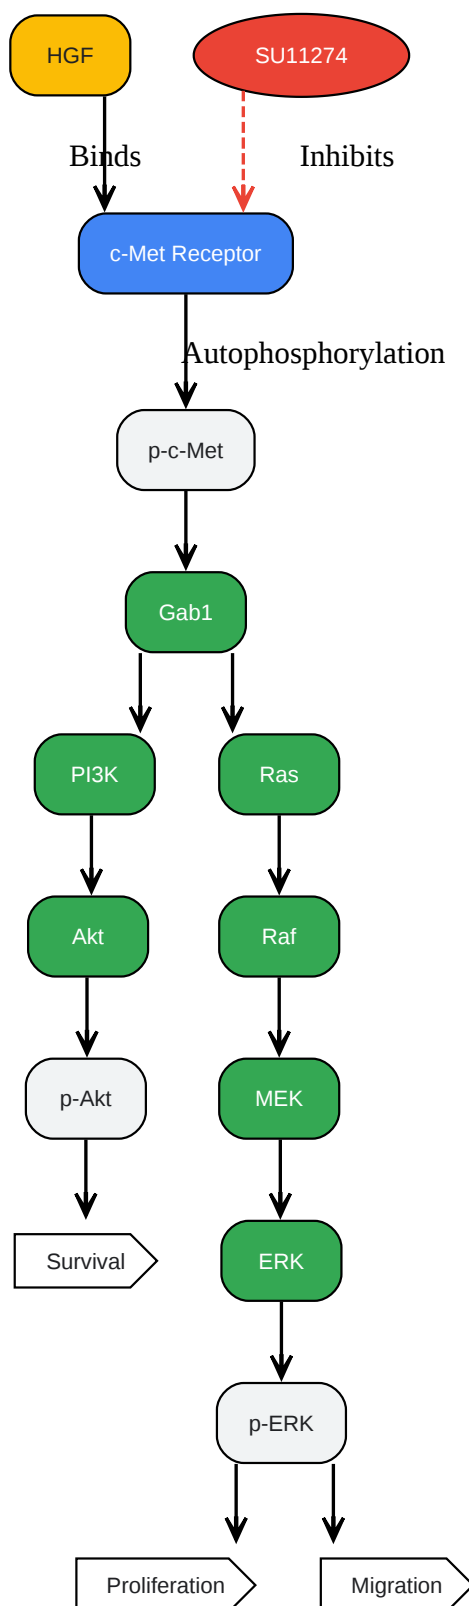 HGF
SU11274
Binds
Inhibits
c-Met Receptor
Autophosphorylation
p-c-Met
Gab1
PI3K
Ras
Akt
Raf
p-Akt
MEK
Survival
ERK
p-ERK
Proliferation
Migration